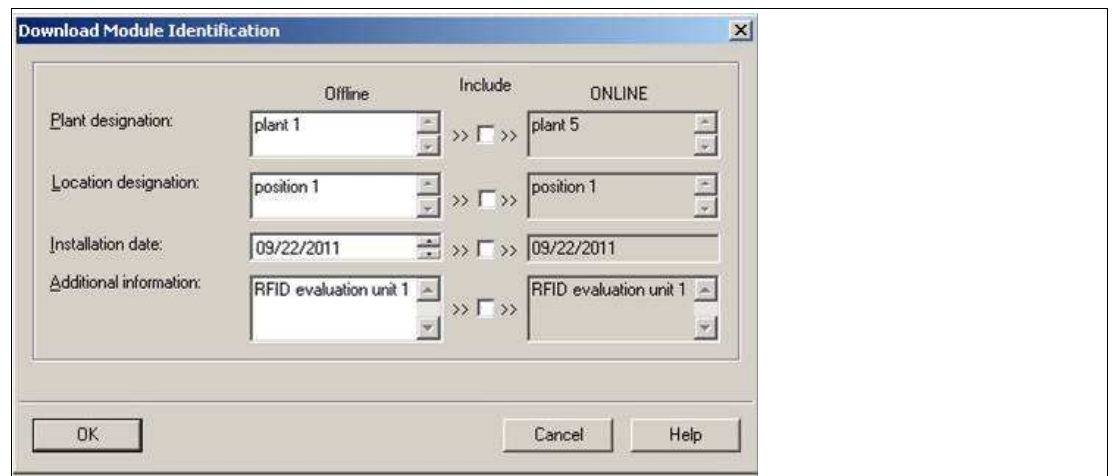 Download Module Identification
Offline Include ONLINE
Plant designation: plant 1 >> >> plant 5
Location designation: position 1 >> >> position 1
Installation date: 09/22/2011 >> >> 09/22/2011
Additional information: RFID evaluation unit 1 >> >> RFID evaluation unit 1
OK Cancel Help